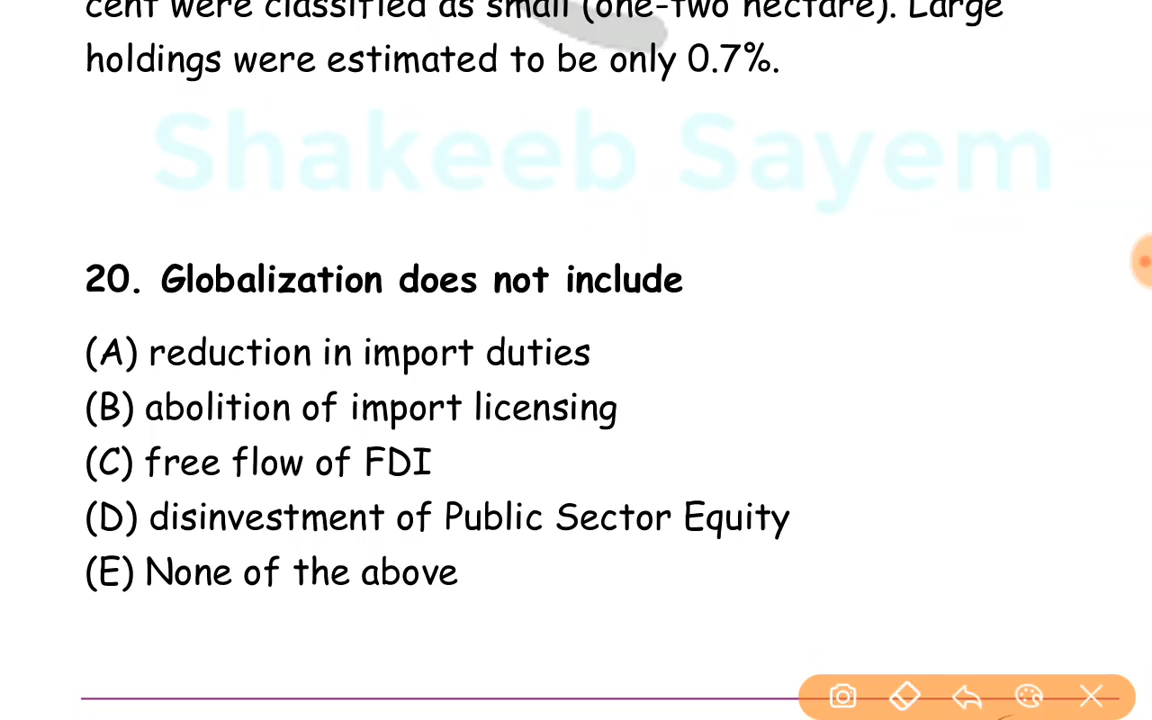 cent were classified as small (one-two hectare). Large
holdings were estimated to be only 0.7%.
Shakeeb Sayem
20. Globalization does not include
(A) reduction in import duties
(B) abolition of import licensing
(C) free flow of FDI
(D) disinvestment of Public Sector Equity
(E) None of the above